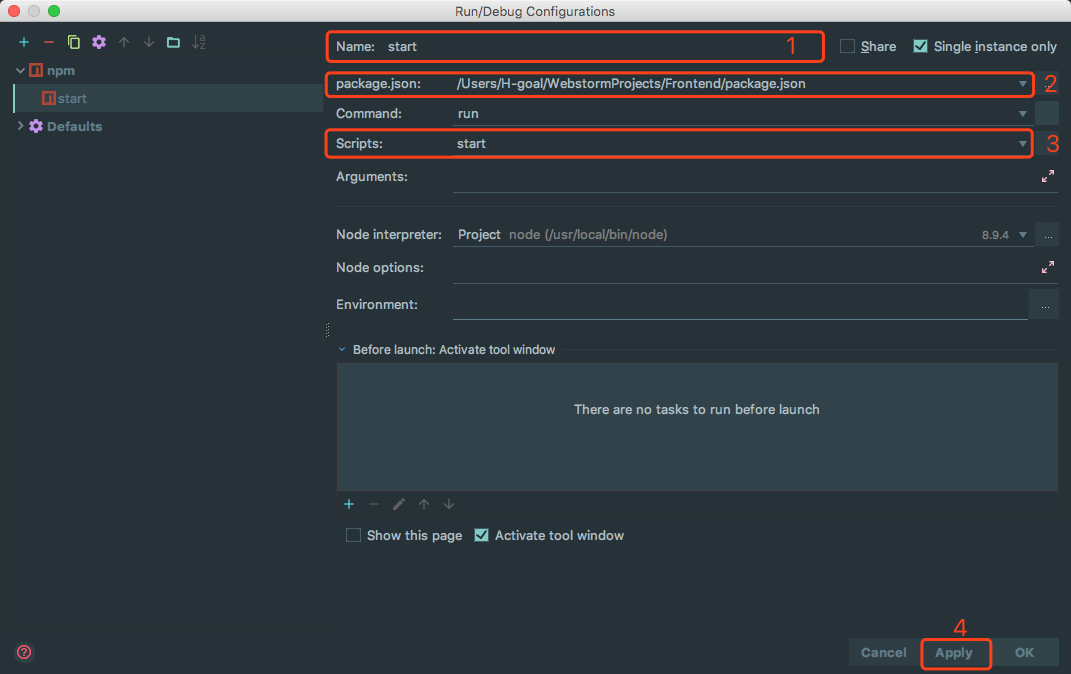 Run/Debug Configurations
npm
start
Defaults
Name: start 1
Share Single instance only
package.json: /Users/H-goal/WebstormProjects/Frontend/package.json ... 2
Command: run
Scripts: start 3
Arguments:
Node interpreter: Project node (/usr/local/bin/node) 8.9.4 ...
Node options:
Environment: ...
Before launch: Activate tool window
There are no tasks to run before launch
Show this page Activate tool window
4
? Cancel Apply OK